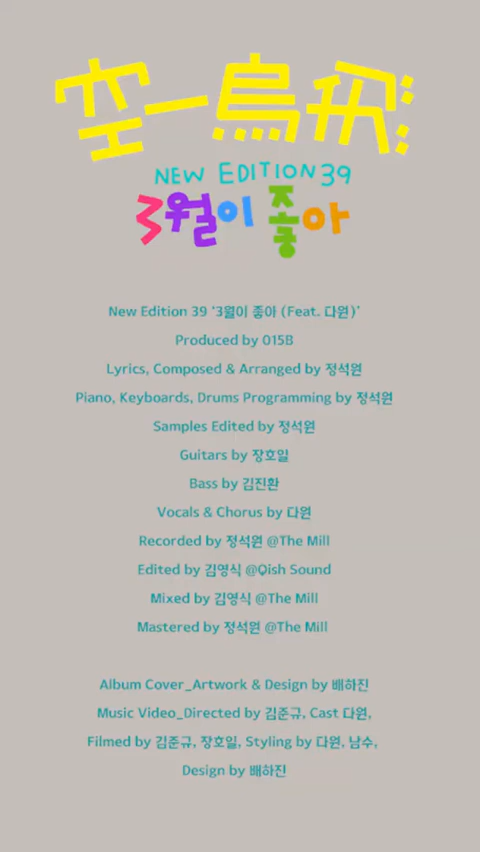 空一烏飛
NEW EDITION 39
3월이 좋아
New Edition 39 '3월이 좋아 (Feat. 다원)'
Produced by 015B
Lyrics, Composed & Arranged by 정석원
Piano, Keyboards, Drums Programming by 정석원
Samples Edited by 정석원
Guitars by 장호일
Bass by 김진환
Vocals & Chorus by 다원
Recorded by 정석원 @The Mill
Edited by 김영식 @Qish Sound
Mixed by 김영식 @The Mill
Mastered by 정석원 @The Mill
Album Cover_Artwork & Design by 배하진
Music Video_Directed by 김준규, Cast 다원,
Filmed by 김준규, 장호일, Styling by 다원, 남수,
Design by 배하진